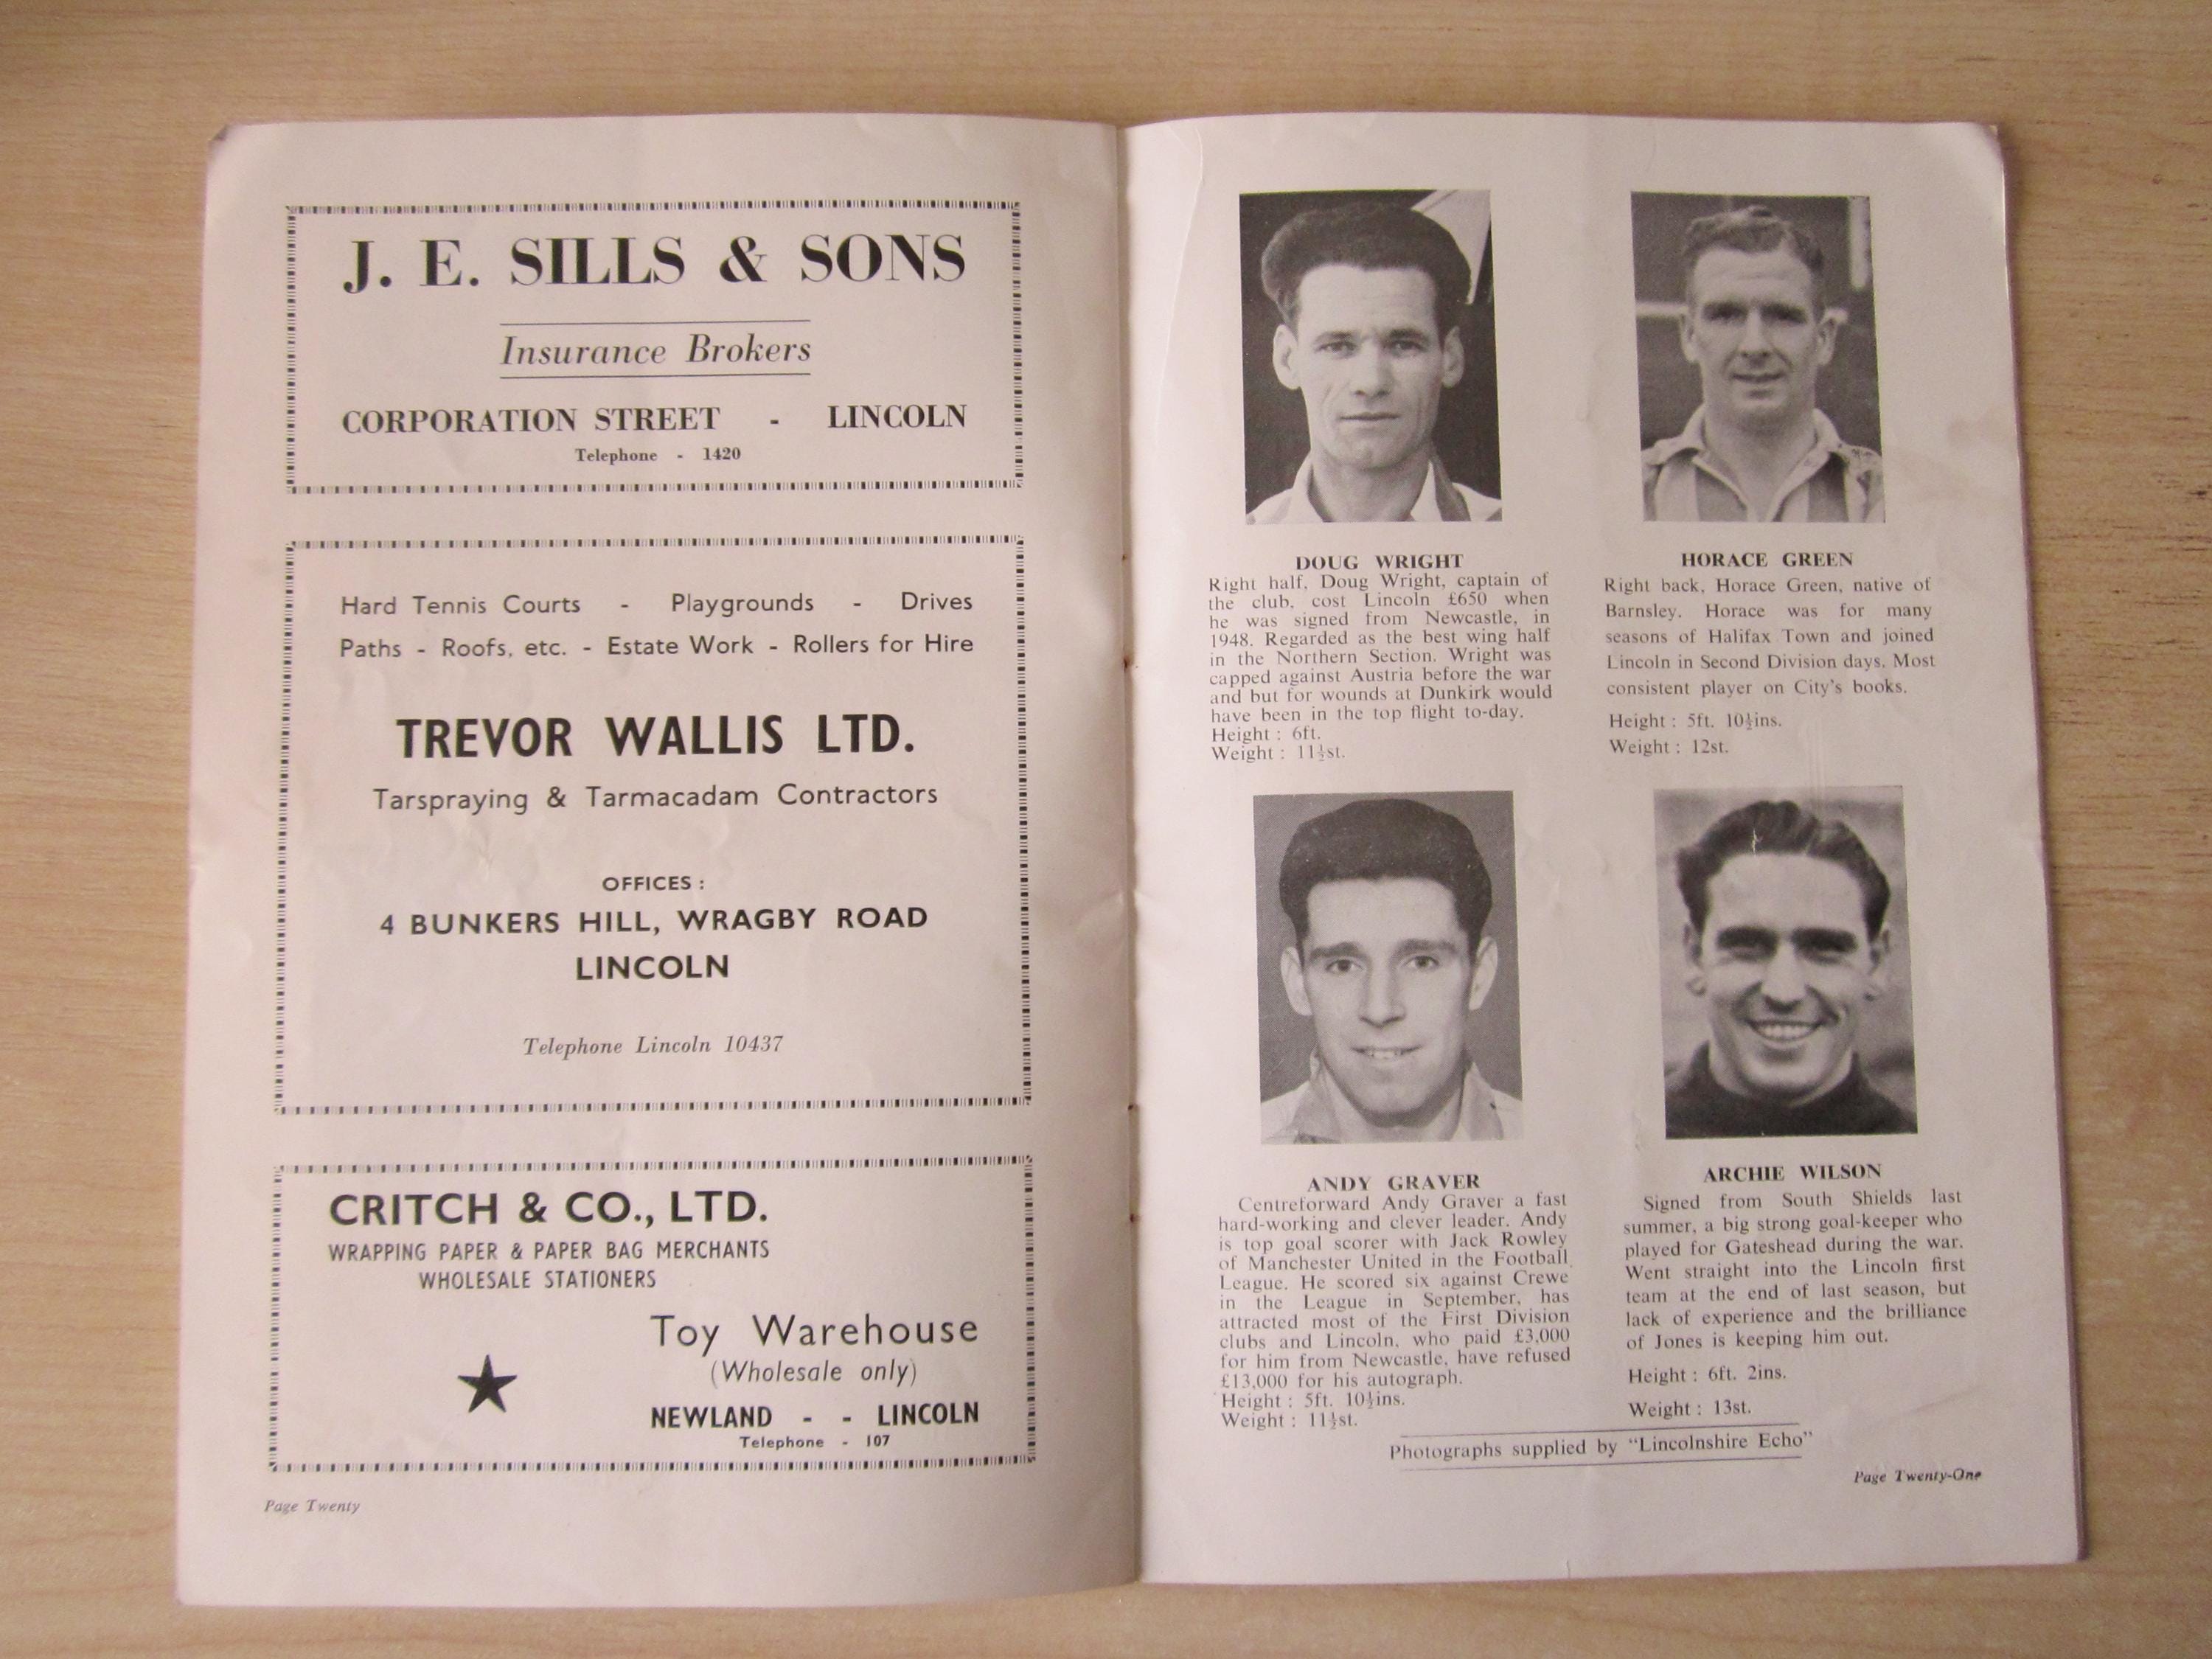 J. E. SILLS & SONS
Insurance Brokers
CORPORATION STREET - LINCOLN
Telephone - 1420
Hard Tennis Courts - Playgrounds - Drives
Paths - Roofs, etc. - Estate Work - Rollers for Hire
TREVOR WALLIS LTD.
Tarspraying & Tarmacadam Contractors
OFFICES :
4 BUNKERS HILL, WRAGBY ROAD
LINCOLN
Telephone Lincoln 10437
CRITCH & CO., LTD.
WRAPPING PAPER & PAPER BAG MERCHANTS
WHOLESALE STATIONERS
Toy Warehouse
(Wholesale only)
NEWLAND - - LINCOLN
Telephone - 107
Page Twenty
DOUG WRIGHT
Right half, Doug Wright, captain of
the club, cost Lincoln £650 when
he was signed from Newcastle, in
1948. Regarded as the best wing half
in the Northern Section. Wright was
capped against Austria before the war
and but for wounds at Dunkirk would
have been in the top flight to-day.
Height : 6ft.
Weight : 11½st.
HORACE GREEN
Right back, Horace Green, native of
Barnsley. Horace was for many
seasons of Halifax Town and joined
Lincoln in Second Division days. Most
consistent player on City's books.
Height : 5ft. 10½ins.
Weight : 12st.
ANDY GRAVER
Centreforward Andy Graver a fast
hard-working and clever leader. Andy
is top goal scorer with Jack Rowley
of Manchester United in the Football
League. He scored six against Crewe
in the League in September, has
attracted most of the First Division
clubs and Lincoln, who paid £3,000
for him from Newcastle, have refused
£13,000 for his autograph.
Height : 5ft. 10½ins.
Weight : 11½st.
ARCHIE WILSON
Signed from South Shields last
summer, a big strong goal-keeper who
played for Gateshead during the war.
Went straight into the Lincoln first
team at the end of last season, but
lack of experience and the brilliance
of Jones is keeping him out.
Height : 6ft. 2ins.
Weight : 13st.
Photographs supplied by "Lincolnshire Echo"
Page Twenty-One